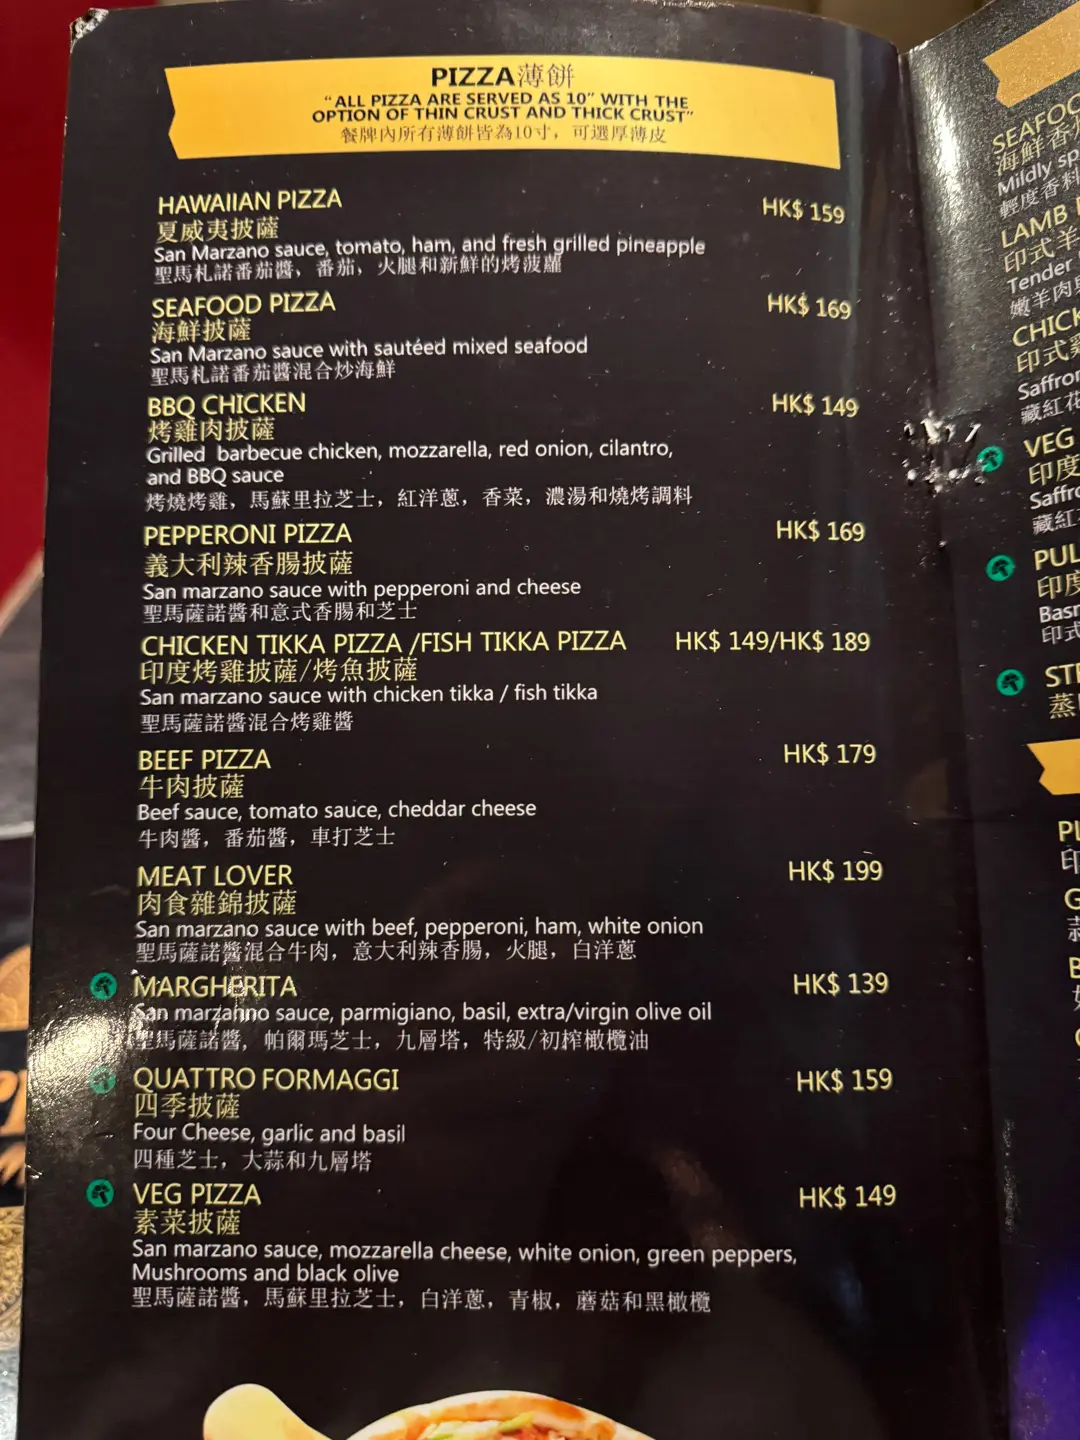 PIZZA薄餅
“ALL PIZZA ARE SERVED AS 10” WITH THE
OPTION OF THIN CRUST AND THICK CRUST”
餐牌內所有薄餅皆為10寸，可選厚薄皮
HAWAIIAN PIZZA HK$ 159
夏威夷披薩
San Marzano sauce, tomato, ham, and fresh grilled pineapple
聖馬札諾番茄醬，番茄，火腿和新鮮的烤菠蘿
SEAFOOD PIZZA HK$ 169
海鮮披薩
San Marzano sauce with sautéed mixed seafood
聖馬札諾番茄醬混合炒海鮮
BBQ CHICKEN HK$ 149
烤雞肉披薩
Grilled barbecue chicken, mozzarella, red onion, cilantro,
and BBQ sauce
烤燒烤雞，馬蘇里拉芝士，紅洋蔥，香菜，濃湯和燒烤調料
PEPPERONI PIZZA HK$ 169
義大利辣香腸披薩
San marzano sauce with pepperoni and cheese
聖馬薩諾醬和意式香腸和芝士
CHICKEN TIKKA PIZZA /FISH TIKKA PIZZA HK$ 149/HK$ 189
印度烤雞披薩/烤魚披薩
San marzano sauce with chicken tikka / fish tikka
聖馬薩諾醬混合烤雞醬
BEEF PIZZA HK$ 179
牛肉披薩
Beef sauce, tomato sauce, cheddar cheese
牛肉醬，番茄醬，車打芝士
MEAT LOVER HK$ 199
肉食雜錦披薩
San marzano sauce with beef, pepperoni, ham, white onion
聖馬薩諾醬混合牛肉，意大利辣香腸，火腿，白洋蔥
MARGHERITA HK$ 139
San marzahno sauce, parmigiano, basil, extra/virgin olive oil
聖馬薩諾醬，帕爾瑪芝士，九層塔，特級/初榨橄欖油
QUATTRO FORMAGGI HK$ 159
四季披薩
Four Cheese, garlic and basil
四種芝士，大蒜和九層塔
VEG PIZZA HK$ 149
素菜披薩
San marzano sauce, mozzarella cheese, white onion, green peppers,
Mushrooms and black olive
聖馬薩諾醬，馬蘇里拉芝士，白洋蔥，青椒，蘑菇和黑橄欖
海鮮香
Mildly
輕度香料
LAMB
印式羊
Tender
嫩羊肉
印式
藏紅花
VEG
印度
藏紅
印度
印式